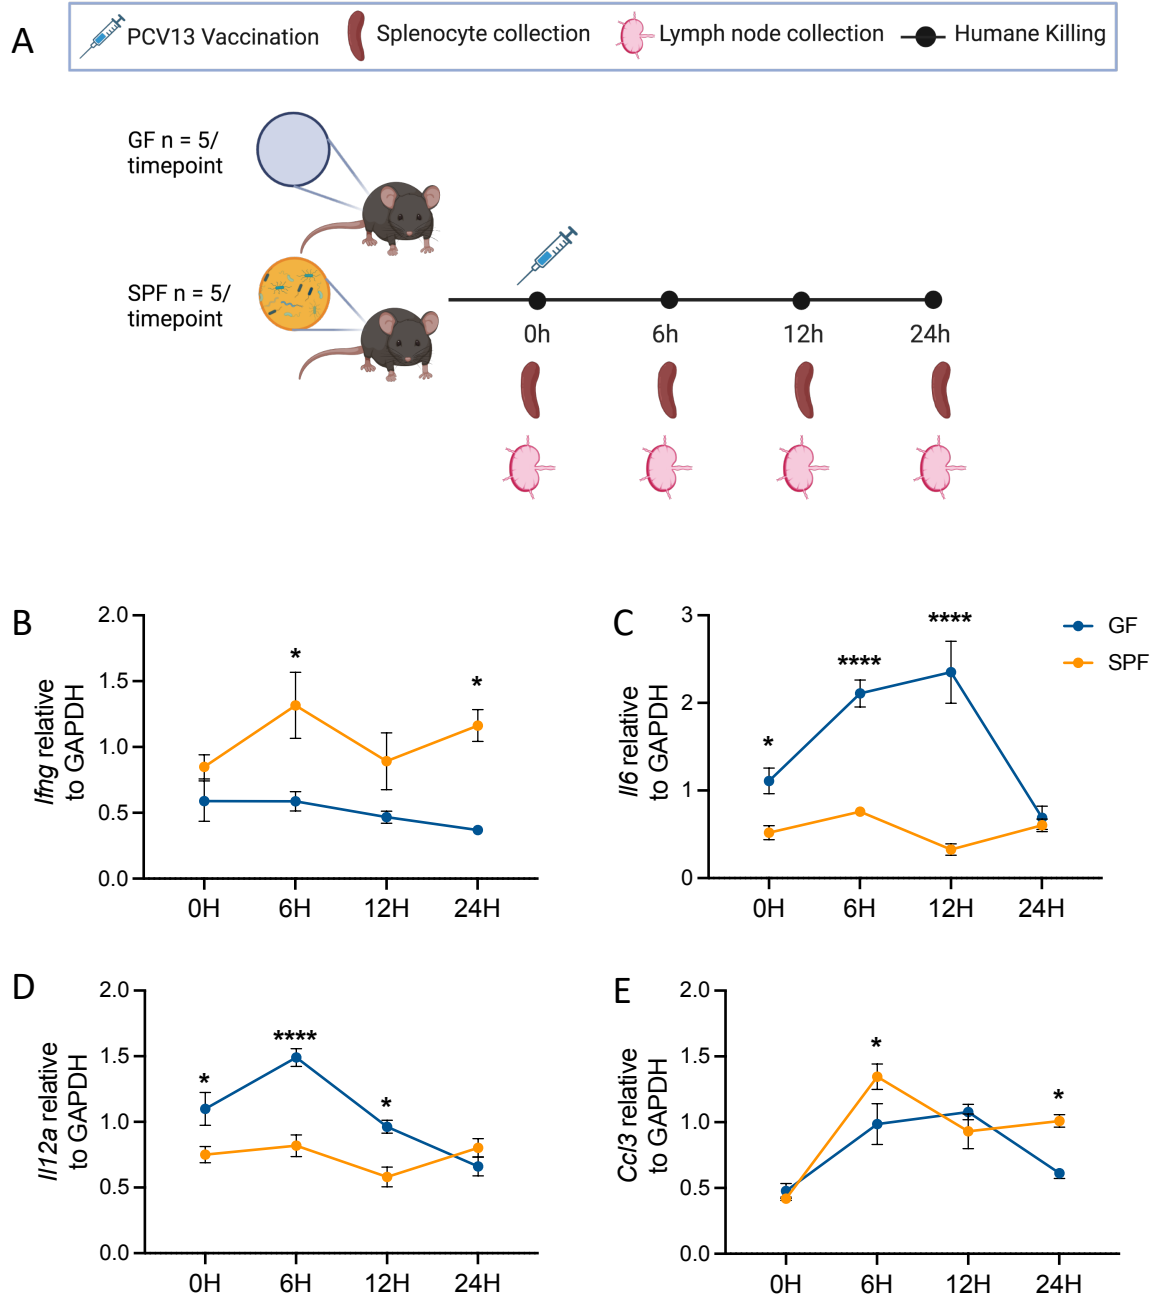 A
PCV13 Vaccination
Splenocyte collection
Lymph node collection
Humane Killing
GF n = 5/
timepoint
SPF n = 5/
timepoint
0h
6h
12h
24h
B
Ifng relative
to GAPDH
2.0
1.5
1.0
0.5
0.0
*
*
0H
6H
12H
24H
C
Il6 relative
to GAPDH
3
2
1
0
*
****
****
0H
6H
12H
24H
GF
SPF
D
Il12a relative
to GAPDH
2.0
1.5
1.0
0.5
0.0
*
****
*
0H
6H
12H
24H
E
Ccl3 relative
to GAPDH
2.0
1.5
1.0
0.5
0.0
*
*
0H
6H
12H
24H